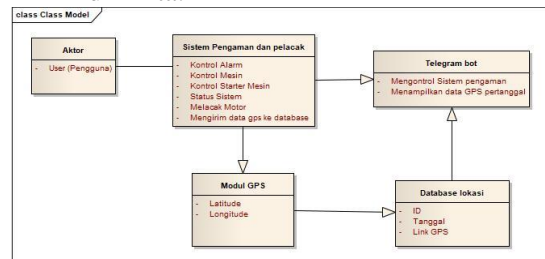 class Class Model
Aktor
- User (Pengguna)
Sistem Pengaman dan pelacak
- Kontrol Alarm
- Kontrol Mesin
- Kontrol Starter Mesin
- Status Sistem
- Melacak Motor
- Mengirim data gps ke database
Telegram bot
- Mengontrol Sistem pengaman
- Menampilkan data GPS pertanggal
Modul GPS
- Latitude
- Longitude
Database lokasi
- ID
- Tanggal
- Link GPS